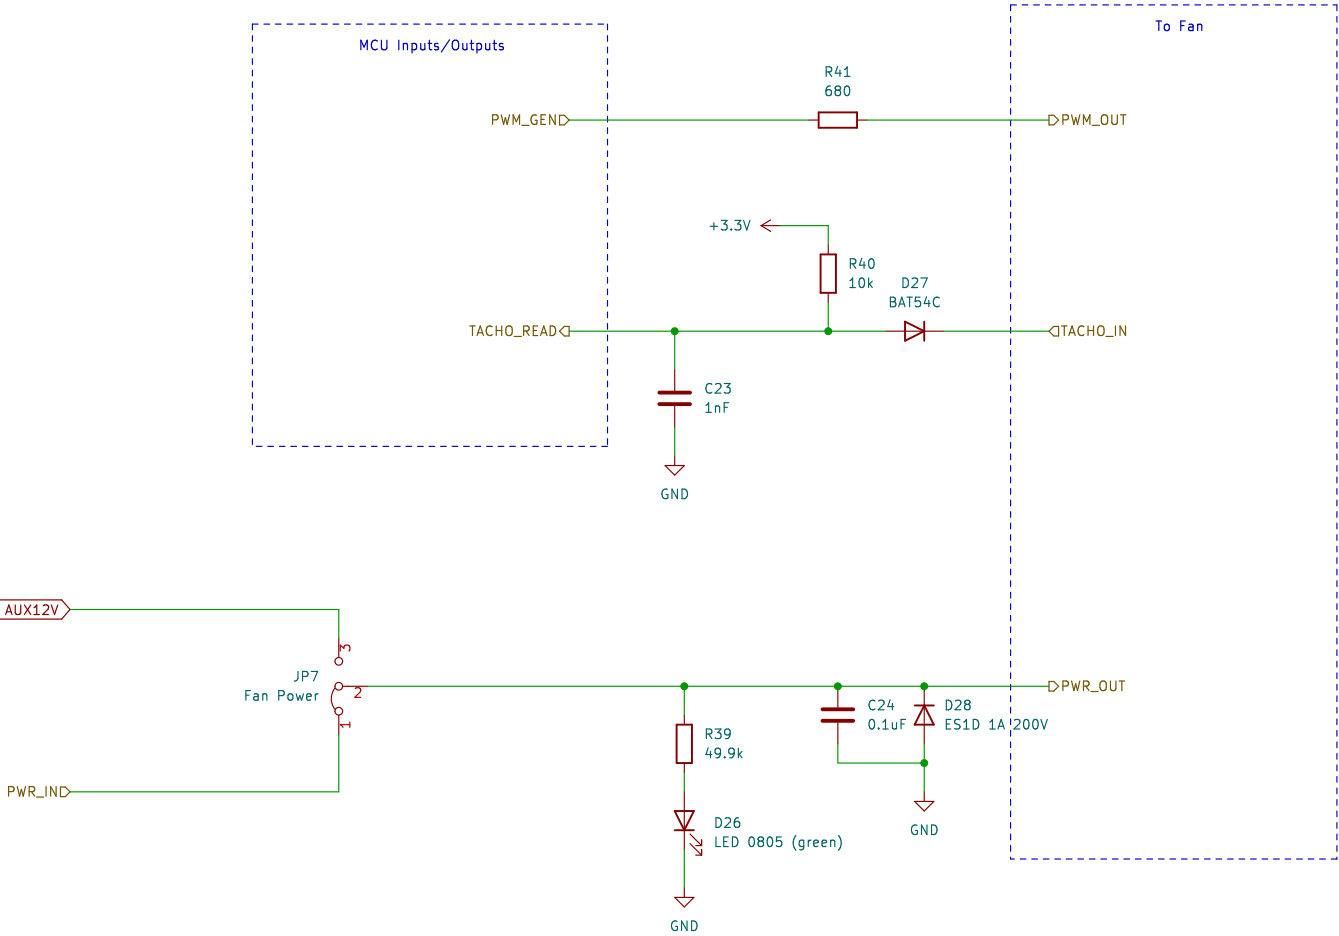 MCU Inputs/Outputs
To Fan
R41
680
PWM_GEN
PWM_OUT
+3.3V
R40
10k
D27
BAT54C
TACHO_READ
TACHO_IN
C23
1nF
GND
AUX12V
3
JP7
Fan Power
2
1
PWR_IN
PWR_OUT
C24
0.1uF
D28
ES1D 1A 200V
R39
49.9k
GND
D26
LED 0805 (green)
GND